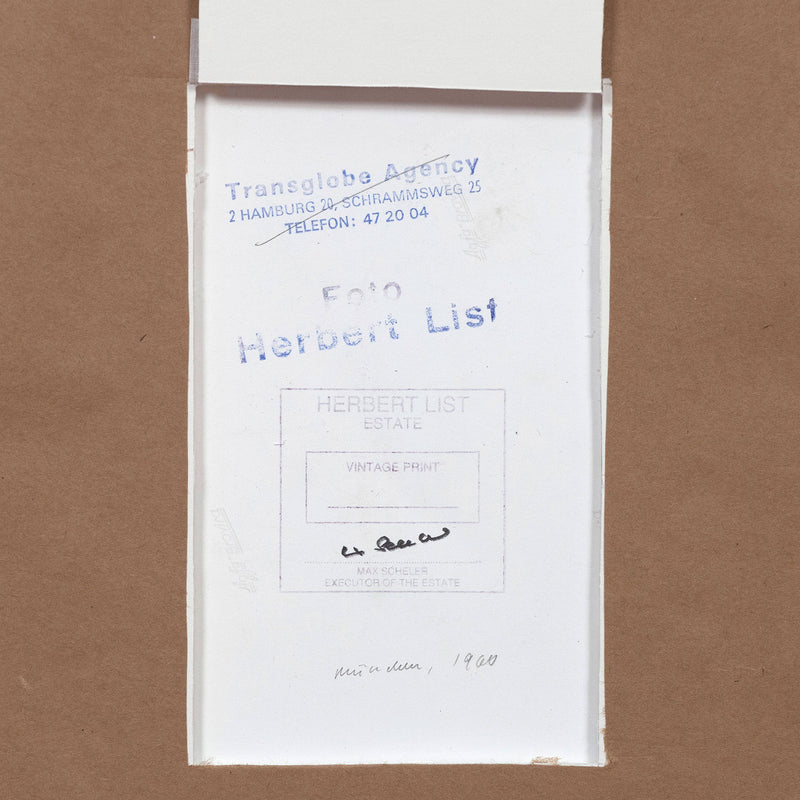 Transglobe Agency
2 HAMBURG 20, SCHRAMMSWEG 25
TELEFON: 47 20 04
Foto
Herbert List
HERBERT LIST
ESTATE
VINTAGE PRINT
MAX SCHELER
EXECUTOR OF THE ESTATE
München, 1960